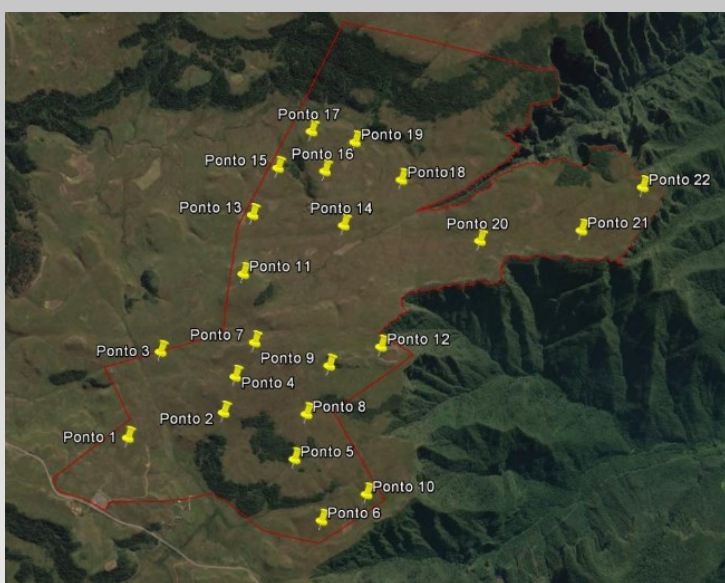 Ponto 17
Ponto 19
Ponto 15
Ponto 16
Ponto18
Ponto 22
Ponto 13
Ponto 14
Ponto 20
Ponto 21
Ponto 11
Ponto 7
Ponto 12
Ponto 3
Ponto 9
Ponto 4
Ponto 2
Ponto 8
Ponto 1
Ponto 5
Ponto 10
Ponto 6